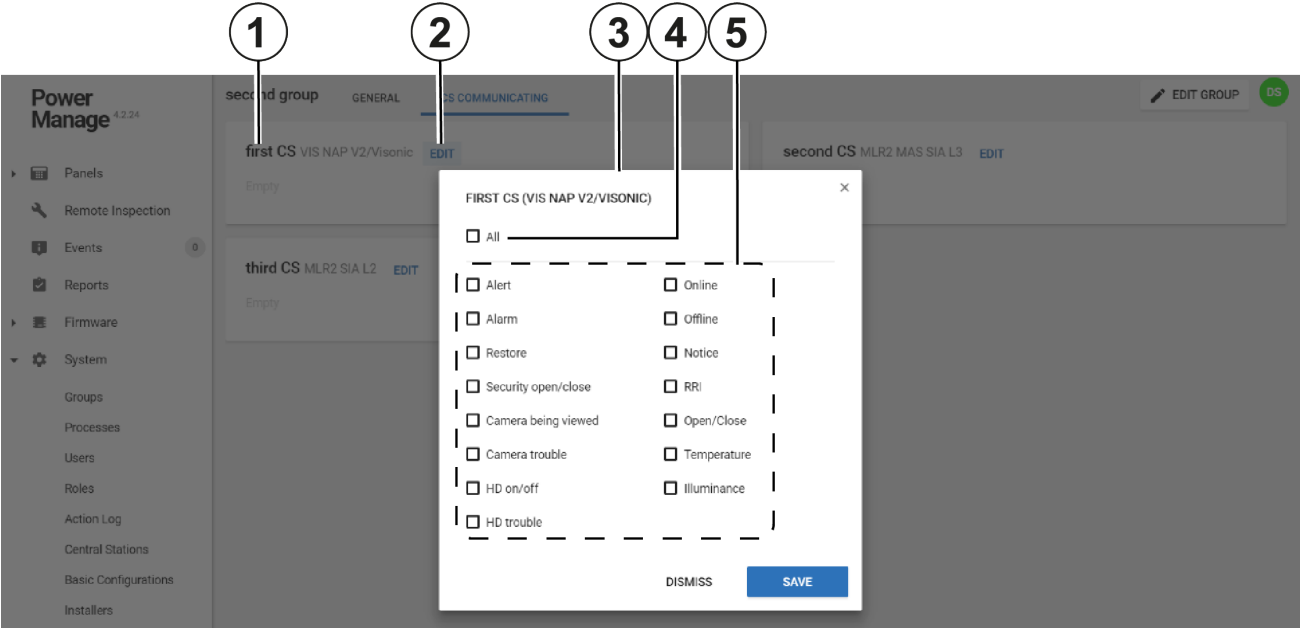 1 2 3 4 5
Power
Manage 4.2.24
second group GENERAL CS COMMUNICATING EDIT GROUP DS
first CS VIS NAP V2/Visonic EDIT
Empty
second CS MLR2 MAS SIA L3 EDIT
third CS MLR2 SIA L2 EDIT
Empty
Panels
Remote Inspection
Events 0
Reports
Firmware
System
Groups
Processes
Users
Roles
Action Log
Central Stations
Basic Configurations
Installers
FIRST CS (VIS NAP V2/VISONIC) ×
All
Alert Online
Alarm Offline
Restore Notice
Security open/close RRI
Camera being viewed Open/Close
Camera trouble Temperature
HD on/off Illuminance
HD trouble
DISMISS SAVE